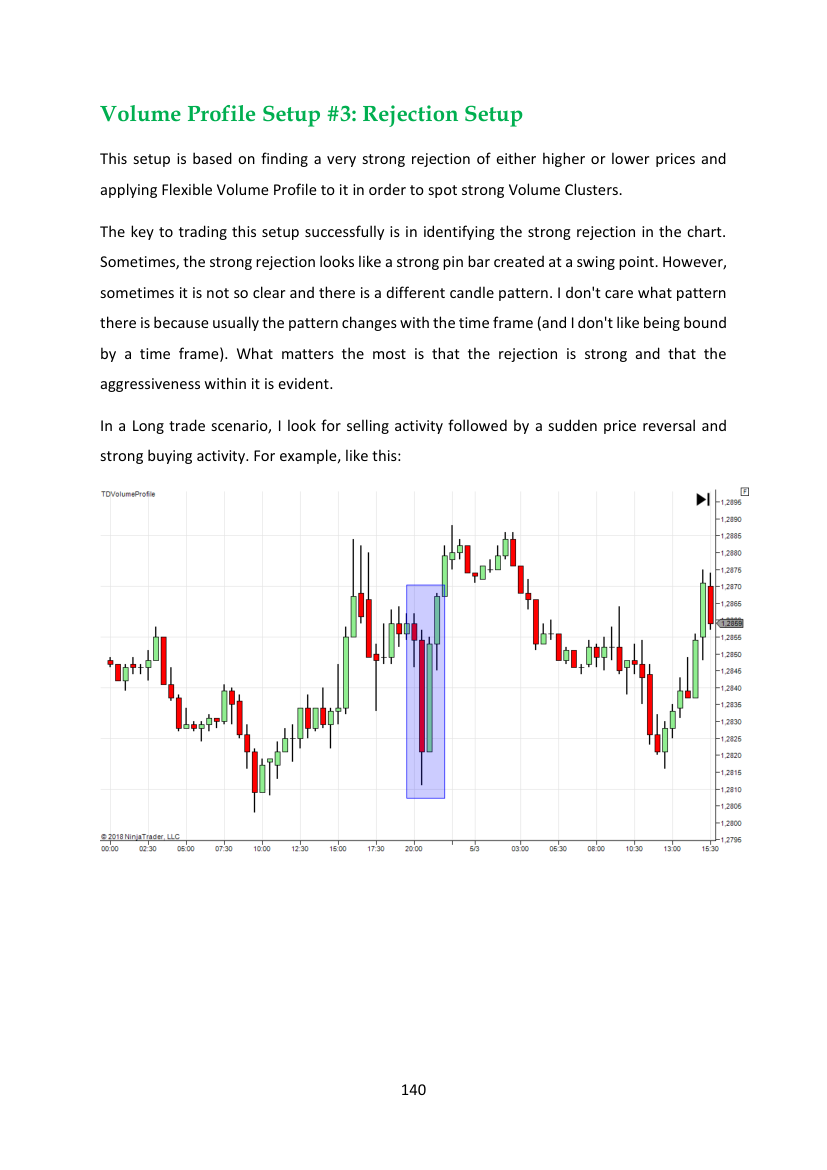 Volume Profile Setup #3: Rejection Setup
This setup is based on finding a very strong rejection of either higher or lower prices and
applying Flexible Volume Profile to it in order to spot strong Volume Clusters.
The key to trading this setup successfully is in identifying the strong rejection in the chart.
Sometimes, the strong rejection looks like a strong pin bar created at a swing point. However,
sometimes it is not so clear and there is a different candle pattern. I don't care what pattern
there is because usually the pattern changes with the time frame (and I don't like being bound
by a time frame). What matters the most is that the rejection is strong and that the
aggressiveness within it is evident.
In a Long trade scenario, I look for selling activity followed by a sudden price reversal and
strong buying activity. For example, like this:
TDVolumeProfile
F
1,2895
1,2890
1,2885
1,2880
1,2875
1,2870
1,2865
1,2859
1,2855
1,2850
1,2845
1,2840
1,2835
1,2830
1,2825
1,2820
1,2815
1,2810
1,2805
1,2800
1,2795
© 2018 NinjaTrader, LLC
00:00 02:30 05:00 07:30 10:00 12:30 15:00 17:30 20:00 5/3 03:00 05:30 08:00 10:30 13:00 15:30
140